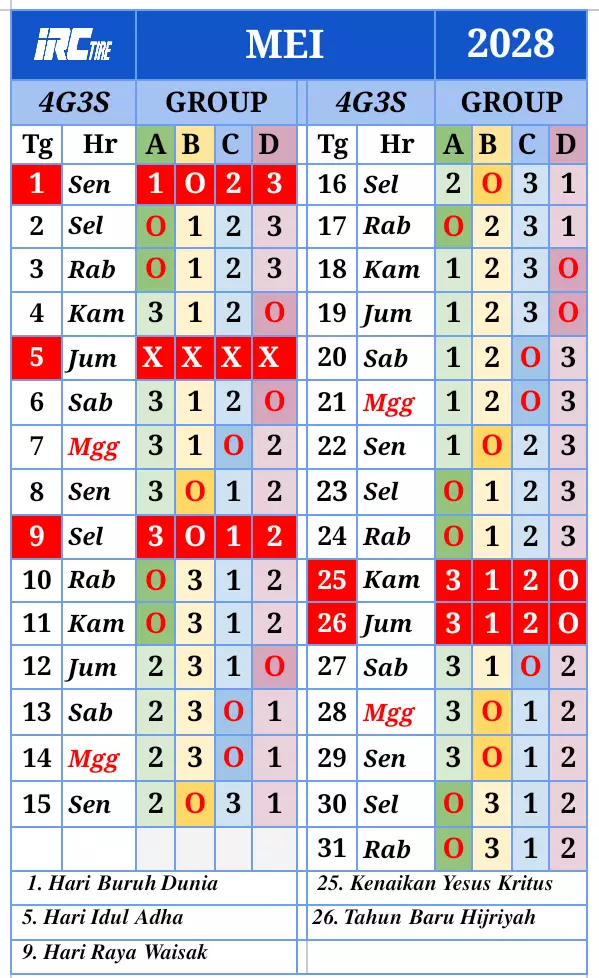 IRC TIRE MEI 2028
4G3S GROUP 4G3S GROUP
Tg Hr A B C D Tg Hr A B C D
1 Sen 1 O 2 3 16 Sel 2 O 3 1
2 Sel O 1 2 3 17 Rab O 2 3 1
3 Rab O 1 2 3 18 Kam 1 2 3 O
4 Kam 3 1 2 O 19 Jum 1 2 3 O
5 Jum X X X X 20 Sab 1 2 O 3
6 Sab 3 1 2 O 21 Mgg 1 2 O 3
7 Mgg 3 1 O 2 22 Sen 1 O 2 3
8 Sen 3 O 1 2 23 Sel O 1 2 3
9 Sel 3 O 1 2 24 Rab O 1 2 3
10 Rab O 3 1 2 25 Kam 3 1 2 O
11 Kam O 3 1 2 26 Jum 3 1 2 O
12 Jum 2 3 1 O 27 Sab 3 1 O 2
13 Sab 2 3 O 1 28 Mgg 3 O 1 2
14 Mgg 2 3 O 1 29 Sen 3 O 1 2
15 Sen 2 O 3 1 30 Sel O 3 1 2
31 Rab O 3 1 2
1. Hari Buruh Dunia 25. Kenaikan Yesus Kritus
5. Hari Idul Adha 26. Tahun Baru Hijriyah
9. Hari Raya Waisak